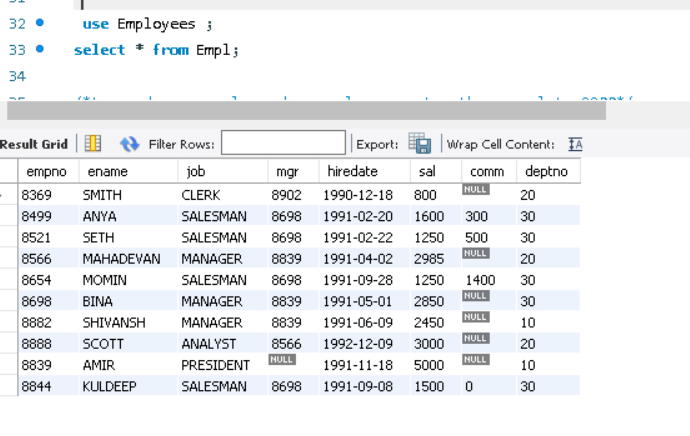 32 use Employees ;
33 select * from Empl;
34
Result Grid Filter Rows: Export: Wrap Cell Content:
empno ename job mgr hiredate sal comm deptno
8369 SMITH CLERK 8902 1990-12-18 800 NULL 20
8499 ANYA SALESMAN 8698 1991-02-20 1600 300 30
8521 SETH SALESMAN 8698 1991-02-22 1250 500 30
8566 MAHADEVAN MANAGER 8839 1991-04-02 2985 NULL 20
8654 MOMIN SALESMAN 8698 1991-09-28 1250 1400 30
8698 BINA MANAGER 8839 1991-05-01 2850 NULL 30
8882 SHIVANSH MANAGER 8839 1991-06-09 2450 NULL 10
8888 SCOTT ANALYST 8566 1992-12-09 3000 NULL 20
8839 AMIR PRESIDENT NULL 1991-11-18 5000 NULL 10
8844 KULDEEP SALESMAN 8698 1991-09-08 1500 0 30